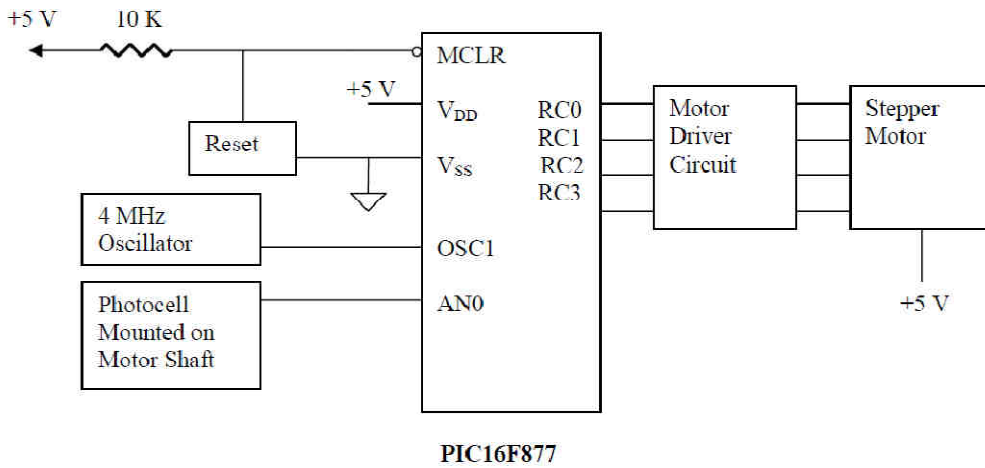 +5 V
10 K
MCLR
+5 V
VDD
RC0
Motor
Stepper
Reset
RC1
Driver
Motor
VSS
RC2
Circuit
RC3
4 MHz
Oscillator
OSC1
Photocell
Mounted on
Motor Shaft
AN0
+5 V
PIC16F877